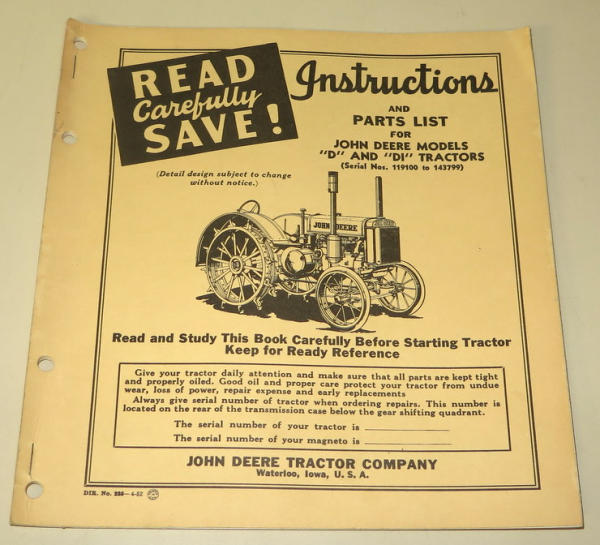 READ
Carefully
SAVE!
Instructions
AND
PARTS LIST
FOR
JOHN DEERE MODELS
"D" AND "DI" TRACTORS
(Serial Nos. 119100 to 143799)
(Detail design subject to change
without notice.)
JOHN DEERE
Read and Study This Book Carefully Before Starting Tractor
Keep for Ready Reference
Give your tractor daily attention and make sure that all parts are kept tight
and properly oiled. Good oil and proper care protect your tractor from undue
wear, loss of power, repair expense and early replacements
Always give serial number of tractor when ordering repairs. This number is
located on the rear of the transmission case below the gear shifting quadrant.
The serial number of your tractor is
The serial number of your magneto is
JOHN DEERE TRACTOR COMPANY
Waterloo, Iowa, U. S. A.
DIR. No.